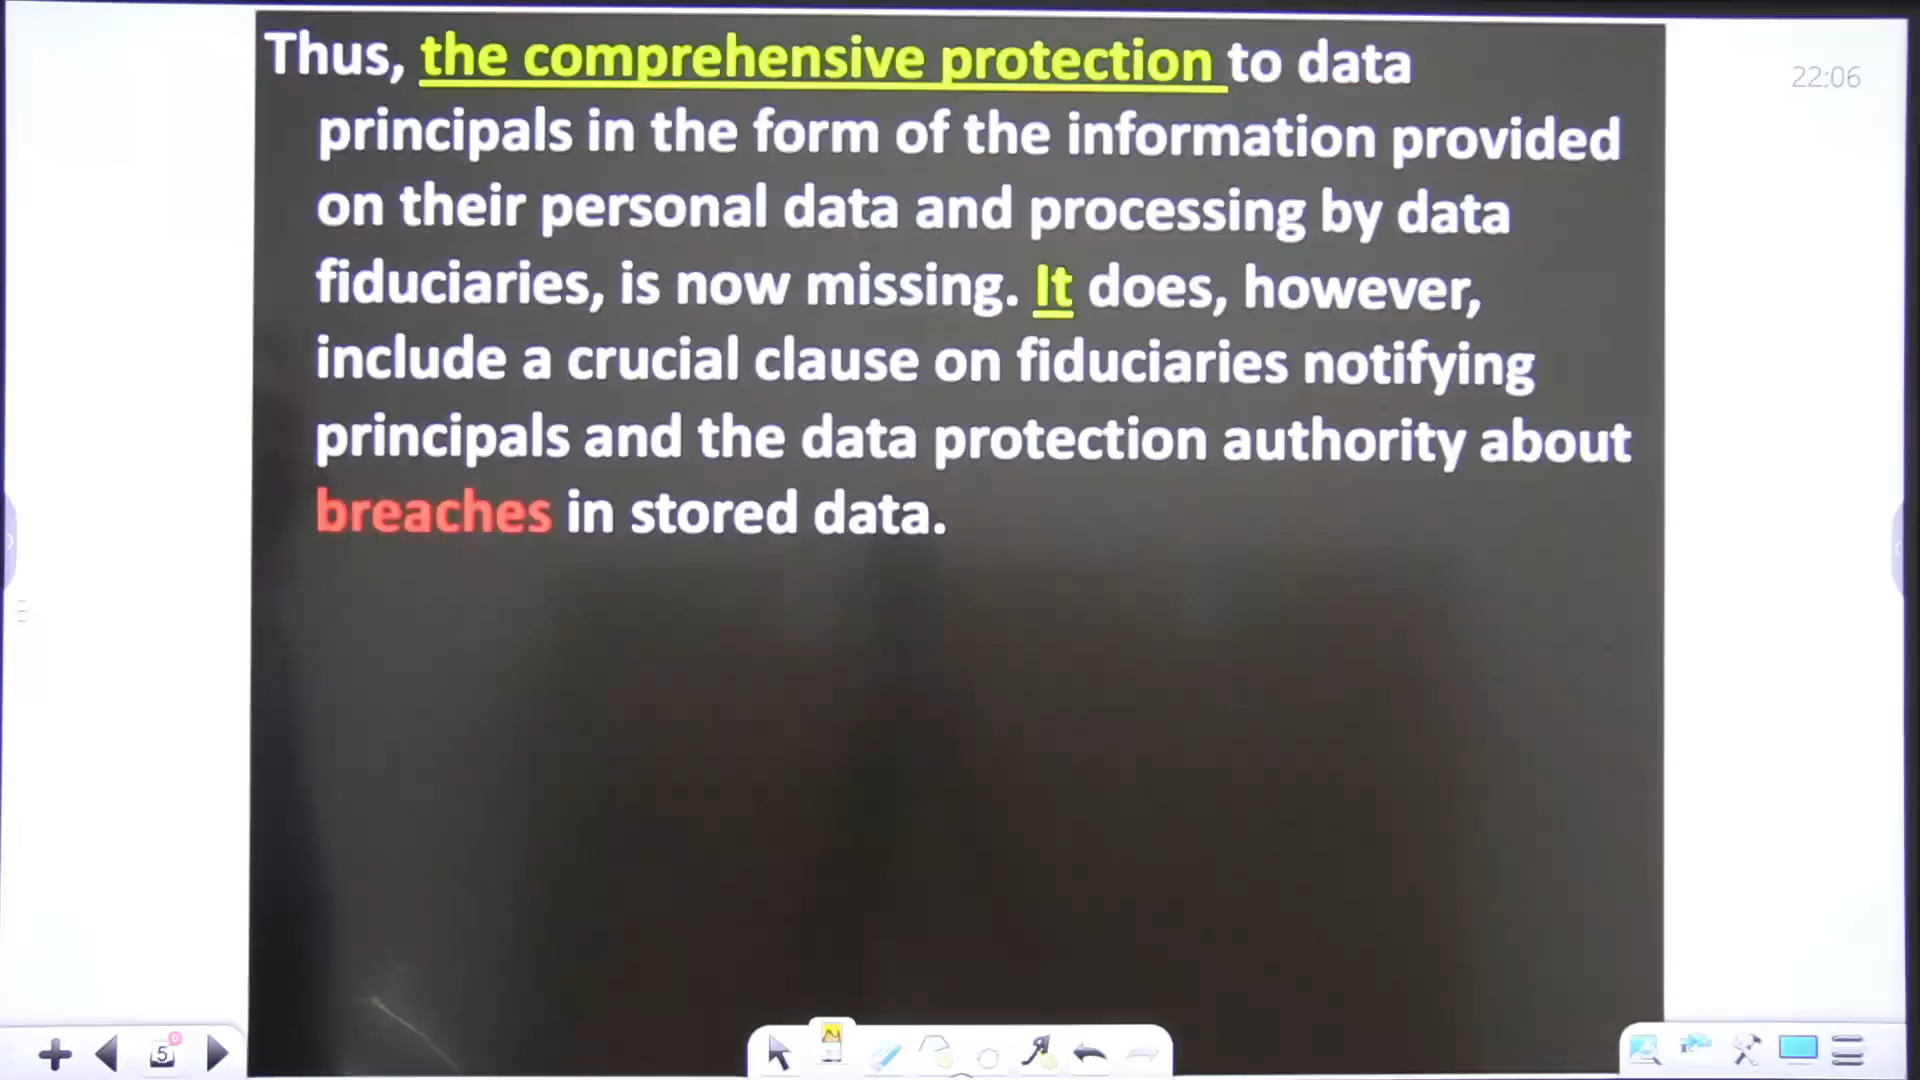 Thus, the comprehensive protection to data
principals in the form of the information provided
on their personal data and processing by data
fiduciaries, is now missing. It does, however,
include a crucial clause on fiduciaries notifying
principals and the data protection authority about
breaches in stored data.
22:06
5
0